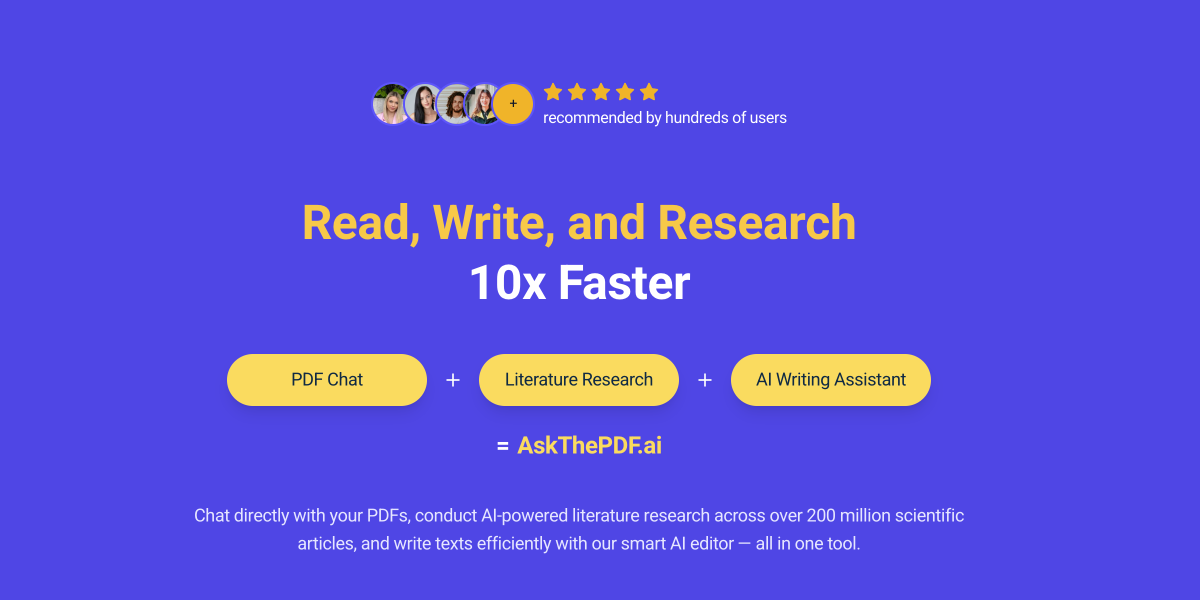 +
recommended by hundreds of users
Read, Write, and Research
10x Faster
PDF Chat + Literature Research + AI Writing Assistant
= AskThePDF.ai
Chat directly with your PDFs, conduct AI-powered literature research across over 200 million scientific
articles, and write texts efficiently with our smart AI editor — all in one tool.